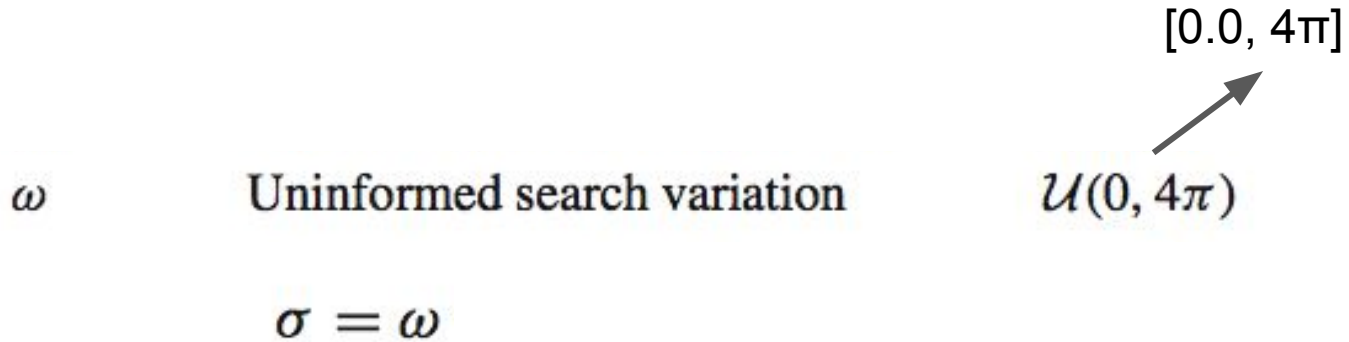 [0.0, 4π]
ω Uninformed search variation 𝒰(0, 4π)
σ = ω